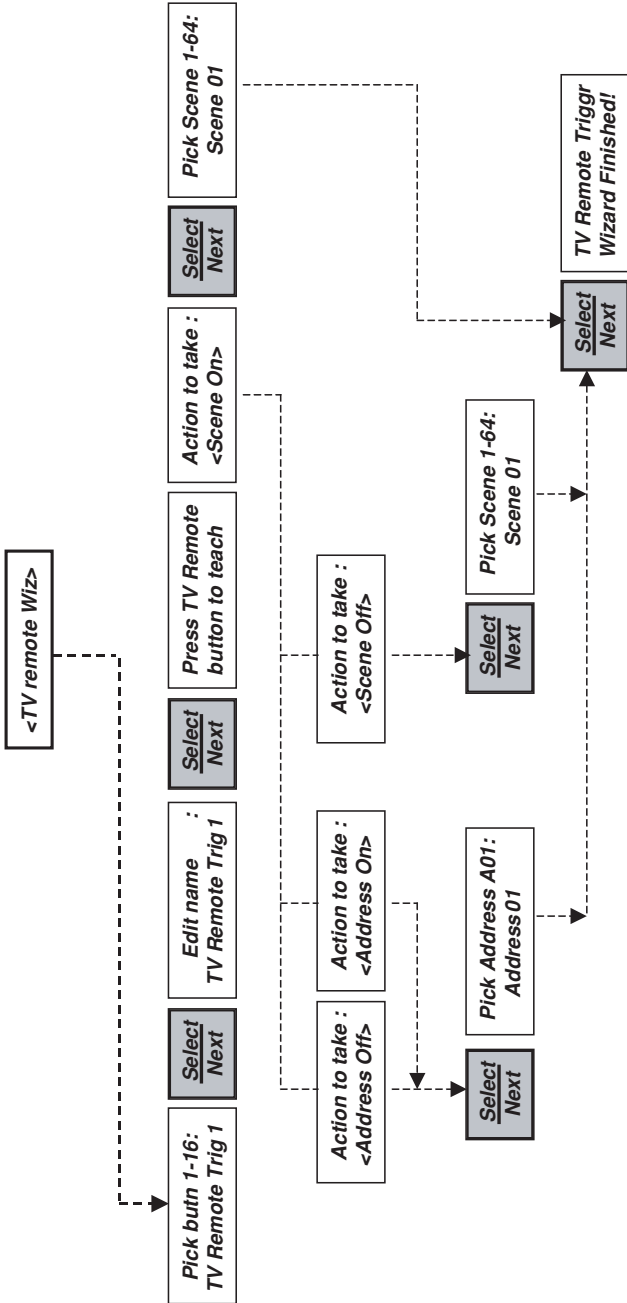 <TV remote Wiz>
Pick butn 1-16:
TV Remote Trig 1
Select
Next
Edit name :
TV Remote Trig 1
Select
Next
Press TV Remote
button to teach
Action to take :
<Scene On>
Select
Next
Pick Scene 1-64:
Scene 01
Action to take :
<Address Off>
Action to take :
<Address On>
Action to take :
<Scene Off>
Select
Next
Pick Address A01:
Address 01
Select
Next
Pick Scene 1-64:
Scene 01
Select
Next
TV Remote Triggr
Wizard Finished!